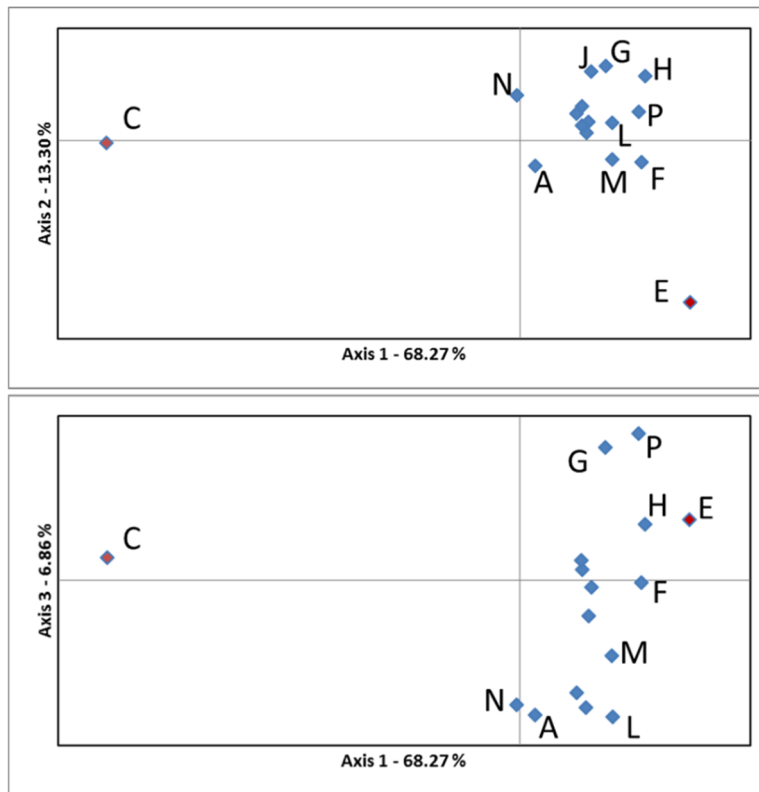 J G H
N
P
C
L
A M F
E
Axis 2 - 13.30%
Axis 1 - 68.27%
G P
H E
C
F
M
N A L
Axis 3 - 6.86%
Axis 1 - 68.27%